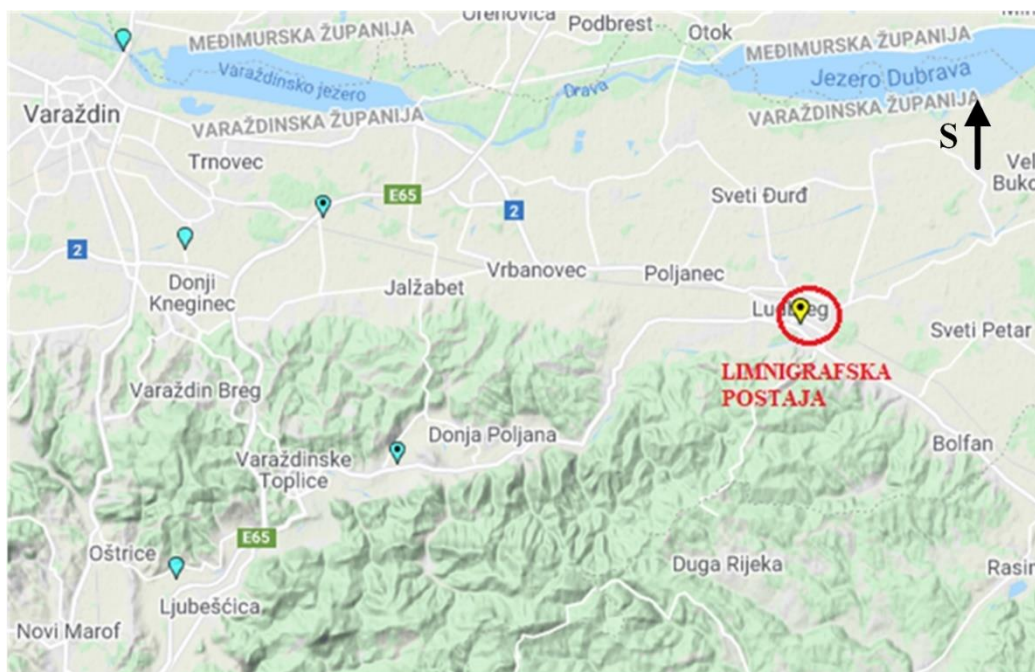 Orehovica
Podbrest
Otok
MEĐIMURSKA ŽUPANIJA
MEĐIMURSKA ŽUPANIJA
Varaždinsko jezero
Drava
Jezero Dubrava
Varaždin
VARAŽDINSKA ŽUPANIJA
VARAŽDINSKA ŽUPANIJA
S
Trnovec
E65
2
Sveti Đurđ
2
Donji
Kneginec
Jalžabet
Vrbanovec
Poljanec
Ludbreg
Sveti Petar
LIMNIGRAFSKA
POSTAJA
Varaždin Breg
Donja Poljana
Bolfan
Varaždinske
Toplice
E65
Oštrice
Duga Rijeka
Rasin
Ljubešćica
Novi Marof